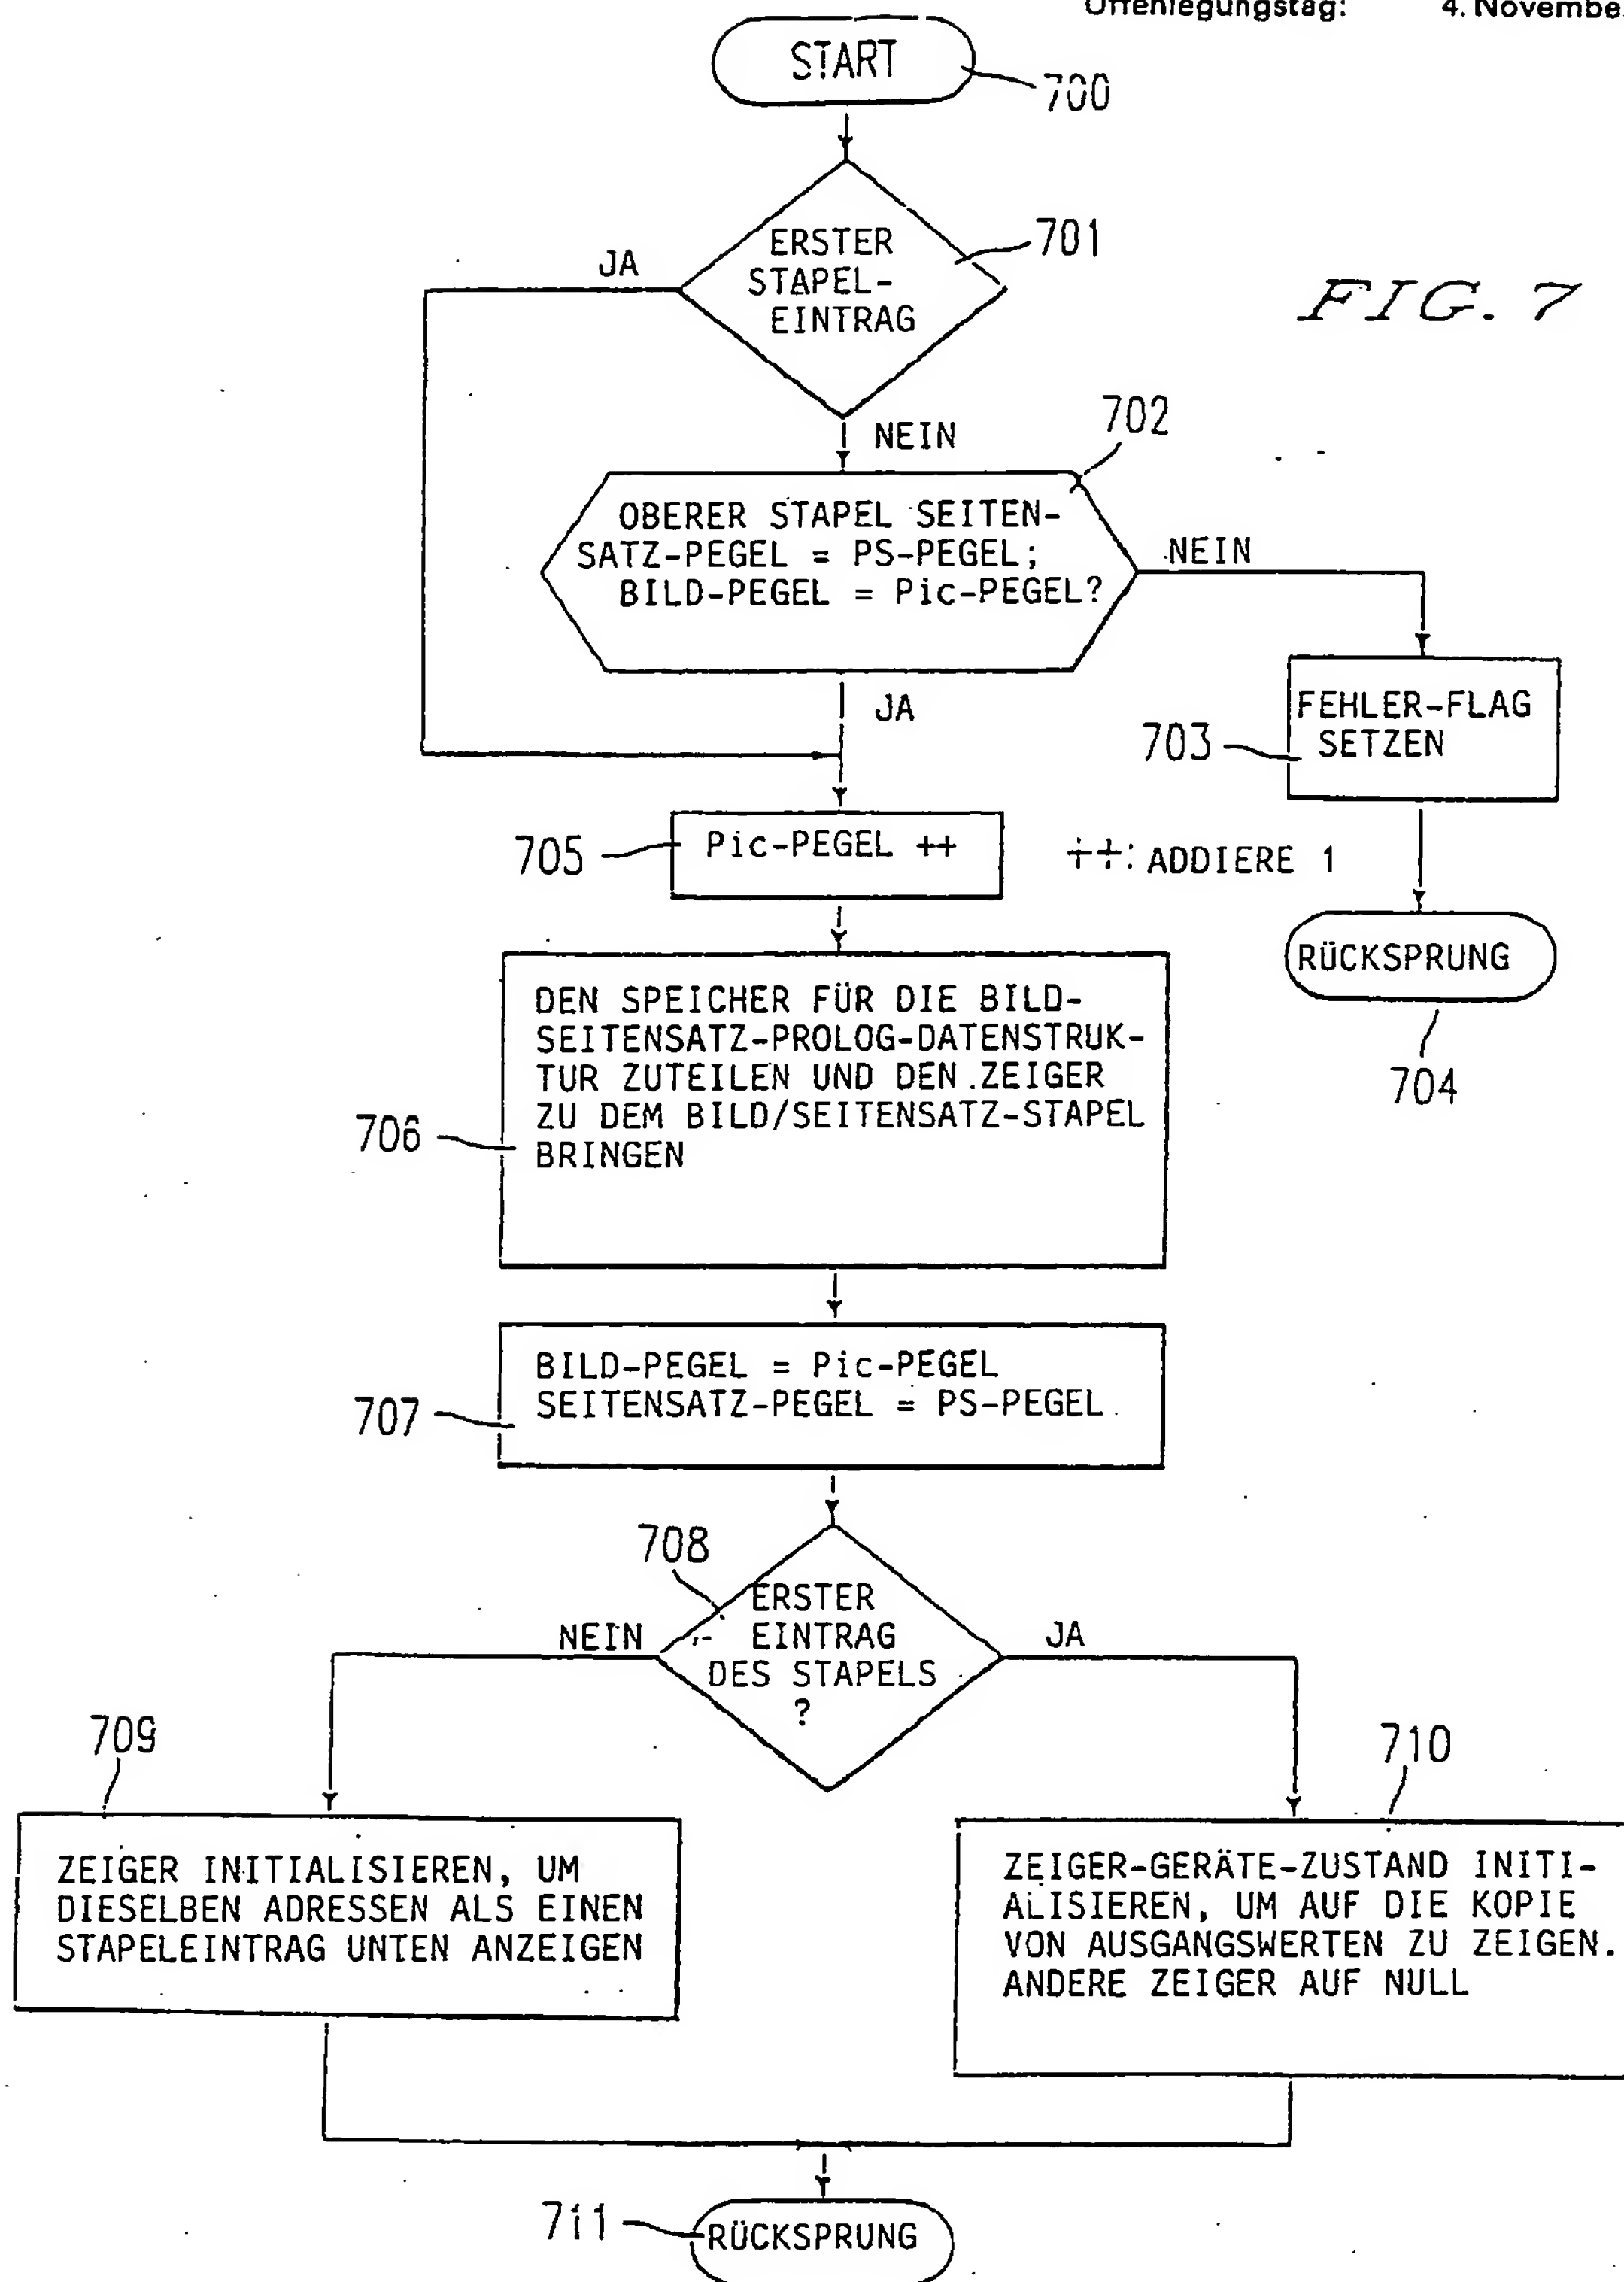 Offenlegungstag: 4. Novembe
START
700
ERSTER
STAPEL-
EINTRAG
701
JA
FIG. 7
NEIN
702
OBERER STAPEL SEITEN-
SATZ-PEGEL = PS-PEGEL;
BILD-PEGEL = Pic-PEGEL?
NEIN
JA
FEHLER-FLAG
SETZEN
703
705
Pic-PEGEL ++
++: ADDIERE 1
RÜCKSPRUNG
704
DEN SPEICHER FÜR DIE BILD-
SEITENSATZ-PROLOG-DATENSTRUK-
TUR ZUTEILEN UND DEN ZEIGER
ZU DEM BILD/SEITENSATZ-STAPEL
BRINGEN
706
BILD-PEGEL = Pic-PEGEL
SEITENSATZ-PEGEL = PS-PEGEL
707
708
ERSTER
EINTRAG
DES STAPELS
?
NEIN
JA
709
710
ZEIGER INITIALISIEREN, UM
DIESELBEN ADRESSEN ALS EINEN
STAPELEINTRAG UNTEN ANZEIGEN
ZEIGER-GERÄTE-ZUSTAND INITI-
ALISIEREN, UM AUF DIE KOPIE
VON AUSGANGSWERTEN ZU ZEIGEN.
ANDERE ZEIGER AUF NULL
711
RÜCKSPRUNG